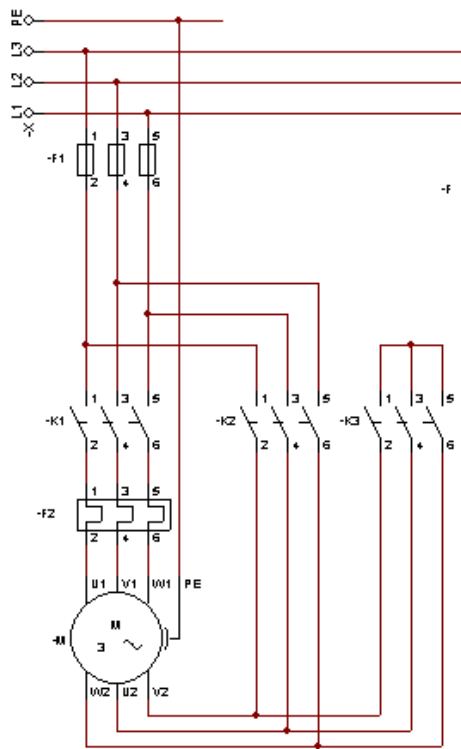 PE
L3
L2
L1
-X
1 3 5
-F1
2 4 6
-F
1 3 5 1 3 5 1 3 5
-K1 -K2 -K3
2 4 6 2 4 6 2 4 6
1 3 5
-F2
2 4 6
U1 V1 W1 PE
M
-M
3
W2 U2 V2